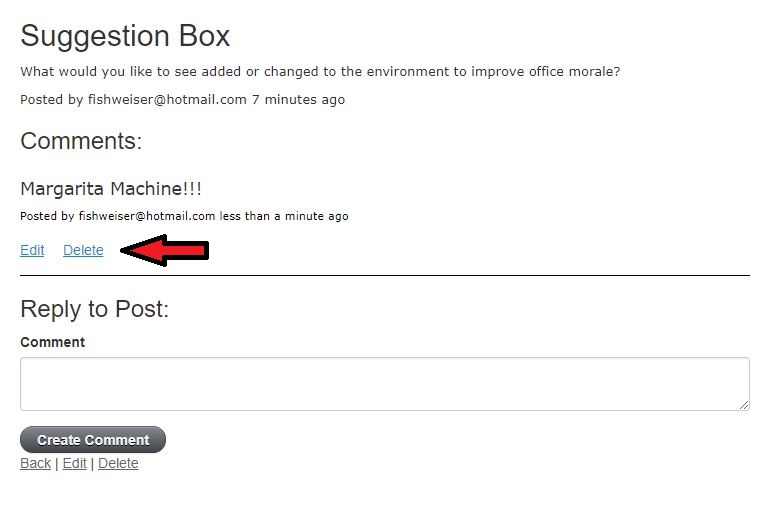 Suggestion Box
What would you like to see added or changed to the environment to improve office morale?
Posted by fishweiser@hotmail.com 7 minutes ago
Comments:
Margarita Machine!!!
Posted by fishweiser@hotmail.com less than a minute ago
Edit Delete
Reply to Post:
Comment
Create Comment
Back | Edit | Delete